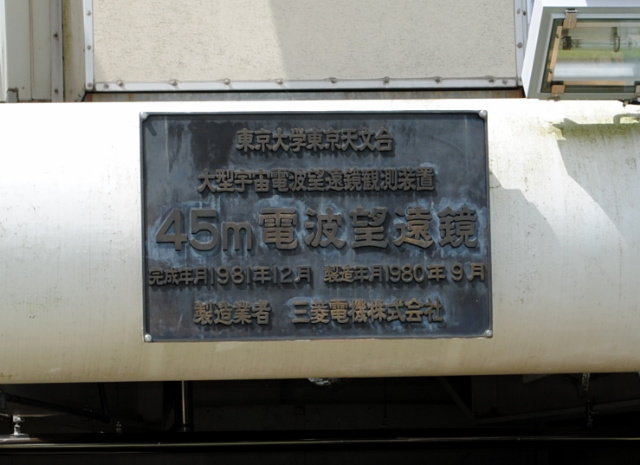 東京大学東京天文台
大型宇宙電波望遠鏡観測装置
45m電波望遠鏡
完成年月1981年12月 製造年月1980年9月
製造業者 三菱電機株式会社